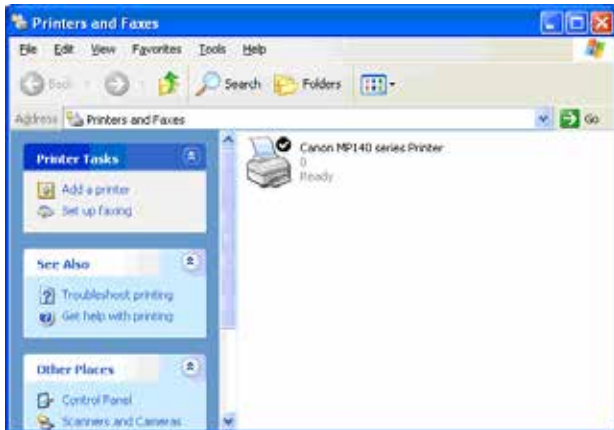 Printers and Faxes
File Edit View Favorites Tools Help
Back Search Folders
Address Printers and Faxes Go
Printer Tasks
Add a printer
Set up faxing
See Also
Troubleshoot printing
Get help with printing
Other Places
Control Panel
Scanners and Cameras
Canon MP140 series Printer
0
Ready